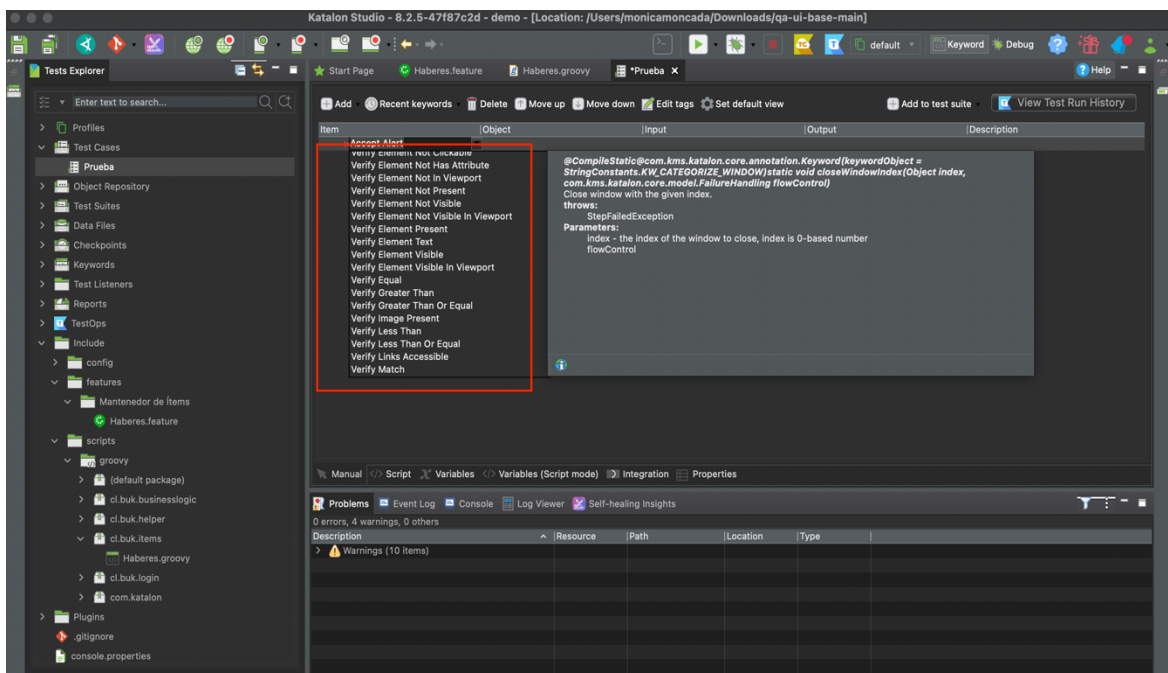 Katalon Studio - 8.2.5-47f87c2d - demo - [Location: /Users/monicamoncada/Downloads/qa-ui-base-main]
default
Keyword
Debug
Tests Explorer
Start Page
Haberes.feature
Haberes.groovy
*Prueba
Help
Enter text to search...
Add
Recent keywords
Delete
Move up
Move down
Edit tags
Set default view
Add to test suite
View Test Run History
Item
Object
Input
Output
Description
Accept Alert
Verify Element Not Clickable
Verify Element Not Has Attribute
Verify Element Not In Viewport
Verify Element Not Present
Verify Element Not Visible
Verify Element Not Visible In Viewport
Verify Element Present
Verify Element Text
Verify Element Visible
Verify Element Visible In Viewport
Verify Equal
Verify Greater Than
Verify Greater Than Or Equal
Verify Image Present
Verify Less Than
Verify Less Than Or Equal
Verify Links Accessible
Verify Match
@CompileStatic@com.kms.katalon.core.annotation.Keyword(keywordObject =
StringConstants.KW_CATEGORIZE_WINDOW)static void closeWindowIndex(Object index,
com.kms.katalon.core.model.FailureHandling flowControl)
Close window with the given index.
throws:
StepFailedException
Parameters:
index - the index of the window to close, index is 0-based number
flowControl
Profiles
Test Cases
Prueba
Object Repository
Test Suites
Data Files
Checkpoints
Keywords
Test Listeners
Reports
TestOps
Include
config
features
Mantenedor de Ítems
Haberes.feature
scripts
groovy
(default package)
cl.buk.businesslogic
cl.buk.helper
cl.buk.items
Haberes.groovy
cl.buk.login
com.katalon
Plugins
.gitignore
console.properties
Manual
Script
Variables
Variables (Script mode)
Integration
Properties
Problems
Event Log
Console
Log Viewer
Self-healing Insights
0 errors, 4 warnings, 0 others
Description
Resource
Path
Location
Type
Warnings (10 items)